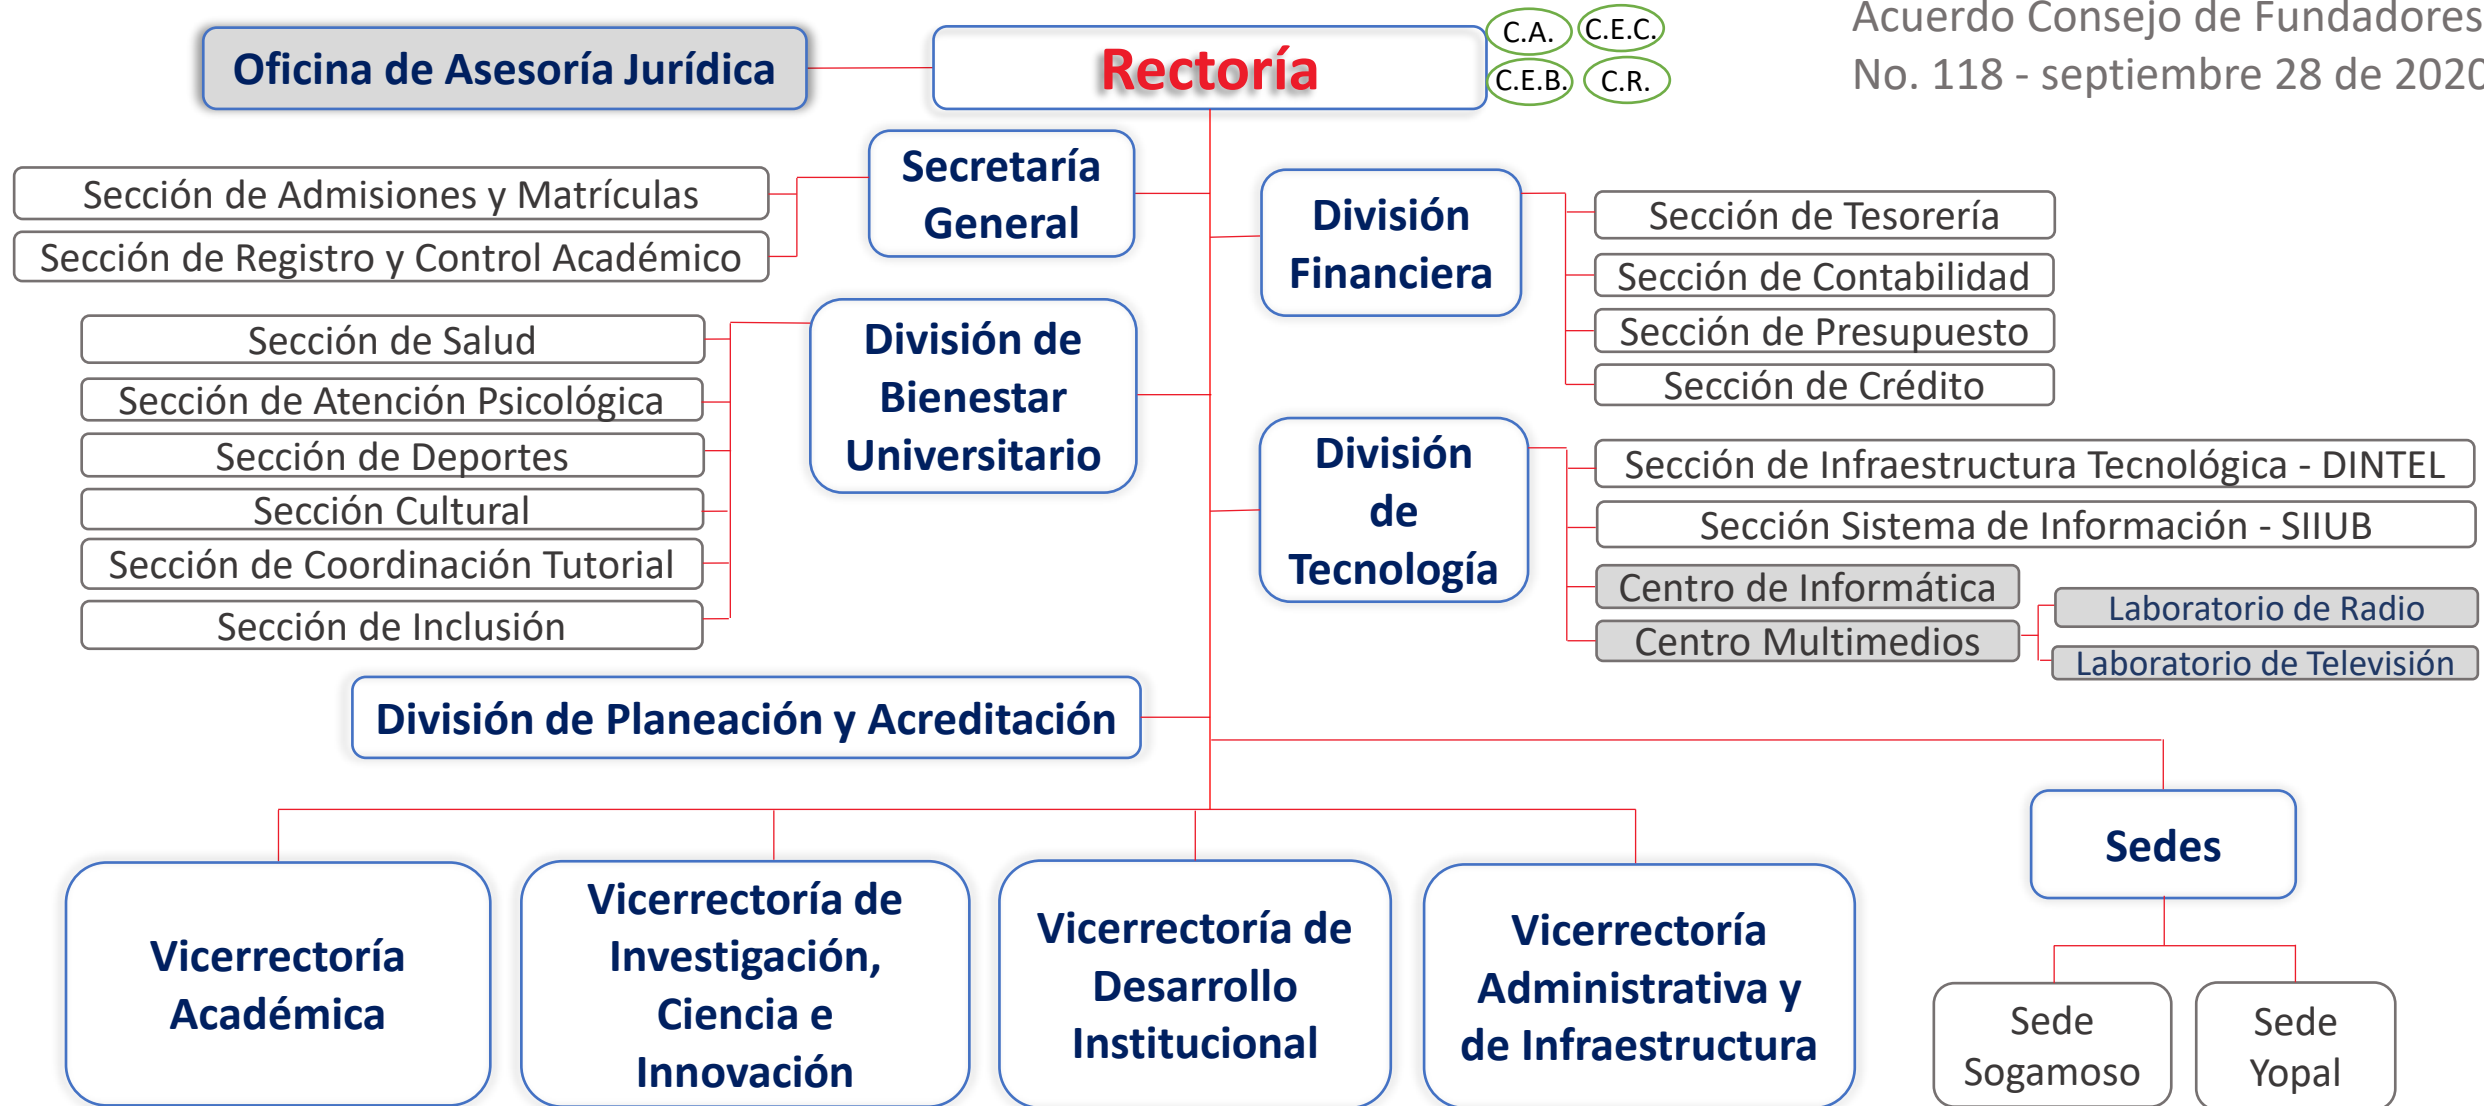 Acuerdo Consejo de Fundadores
No. 118 - septiembre 28 de 2020
Oficina de Asesoría Jurídica
Rectoría
C.A.
C.E.C.
C.E.B.
C.R.
Secretaría
General
Sección de Admisiones y Matrículas
Sección de Registro y Control Académico
División
Financiera
Sección de Tesorería
Sección de Contabilidad
Sección de Presupuesto
Sección de Crédito
División de
Bienestar
Universitario
Sección de Salud
Sección de Atención Psicológica
Sección de Deportes
Sección Cultural
Sección de Coordinación Tutorial
Sección de Inclusión
División
de
Tecnología
Sección de Infraestructura Tecnológica - DINTEL
Sección Sistema de Información - SIIUB
Centro de Informática
Centro Multimedios
Laboratorio de Radio
Laboratorio de Televisión
División de Planeación y Acreditación
Vicerrectoría
Académica
Vicerrectoría de
Investigación,
Ciencia e
Innovación
Vicerrectoría de
Desarrollo
Institucional
Vicerrectoría
Administrativa y
de Infraestructura
Sedes
Sede
Sogamoso
Sede
Yopal